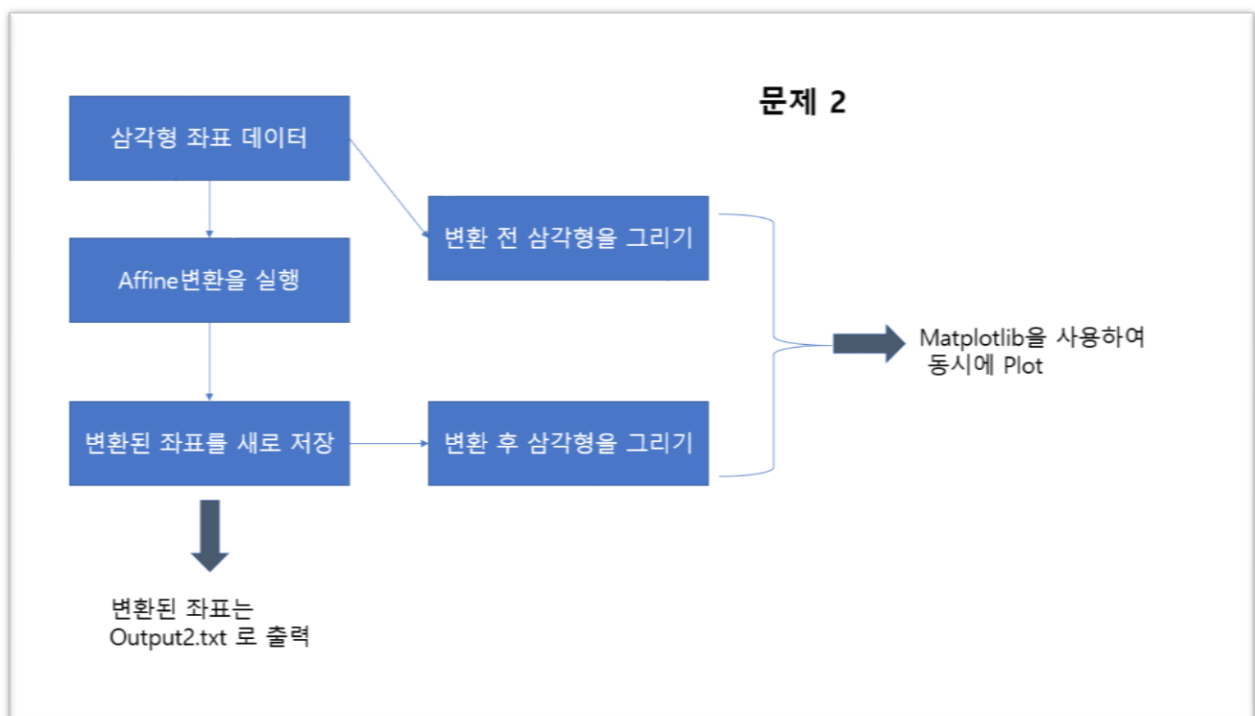 문제 2
삼각형 좌표 데이터
변환 전 삼각형을 그리기
Affine변환을 실행
Matplotlib을 사용하여
동시에 Plot
변환된 좌표를 새로 저장
변환 후 삼각형을 그리기
변환된 좌표는
Output2.txt 로 출력